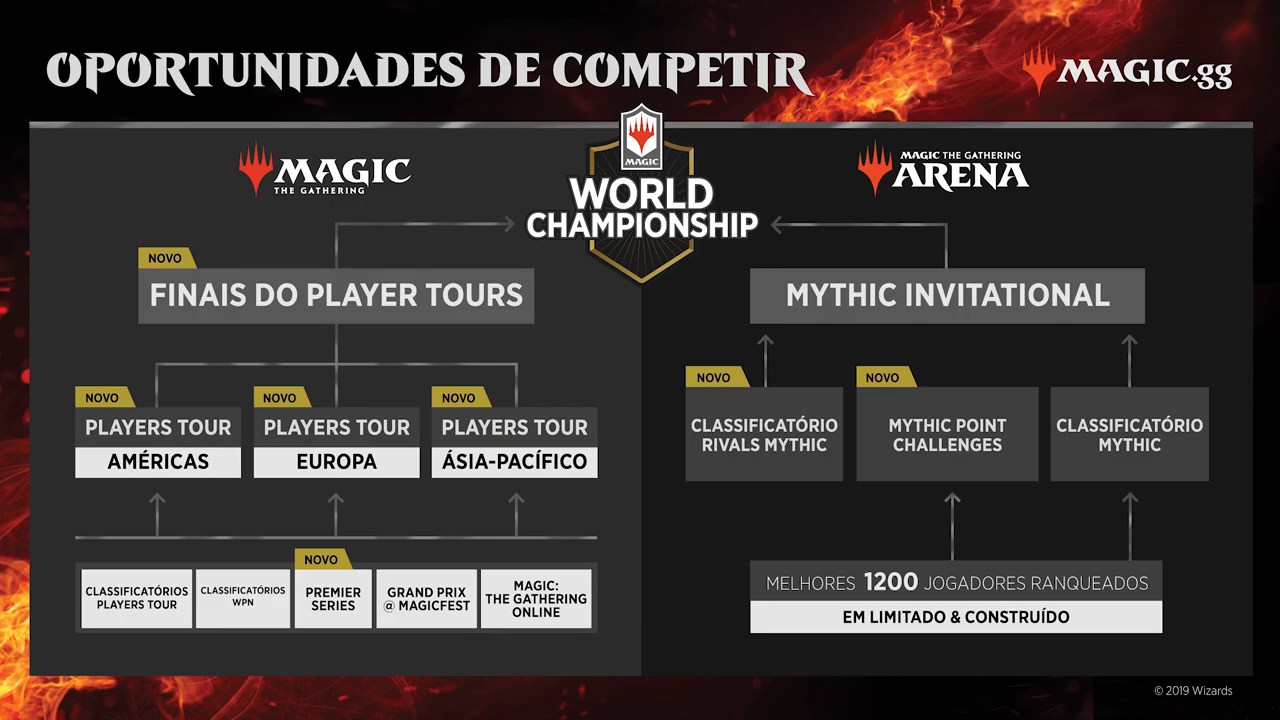 OPORTUNIDADES DE COMPETIR
MAGIC.gg
MAGIC
THE GATHERING
MAGIC
WORLD
CHAMPIONSHIP
MAGIC THE GATHERING
ARENA
NOVO
FINAIS DO PLAYER TOURS
NOVO
PLAYERS TOUR
AMÉRICAS
NOVO
PLAYERS TOUR
EUROPA
NOVO
PLAYERS TOUR
ÁSIA-PACÍFICO
CLASSIFICATÓRIOS
PLAYERS TOUR
CLASSIFICATÓRIOS
WPN
NOVO
PREMIER
SERIES
GRAND PRIX
@ MAGICFEST
MAGIC:
THE GATHERING
ONLINE
MYTHIC INVITATIONAL
NOVO
CLASSIFICATÓRIO
RIVALS MYTHIC
NOVO
MYTHIC POINT
CHALLENGES
CLASSIFICATÓRIO
MYTHIC
MELHORES 1200 JOGADORES RANQUEADOS
EM LIMITADO & CONSTRUÍDO
© 2019 Wizards